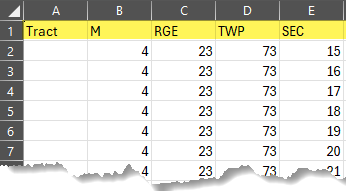 A B C D E
1 Tract M RGE TWP SEC
2 4 23 73 15
3 4 23 73 16
4 4 23 73 17
5 4 23 73 18
6 4 23 73 19
7 4 23 73 20
4 23 73 21